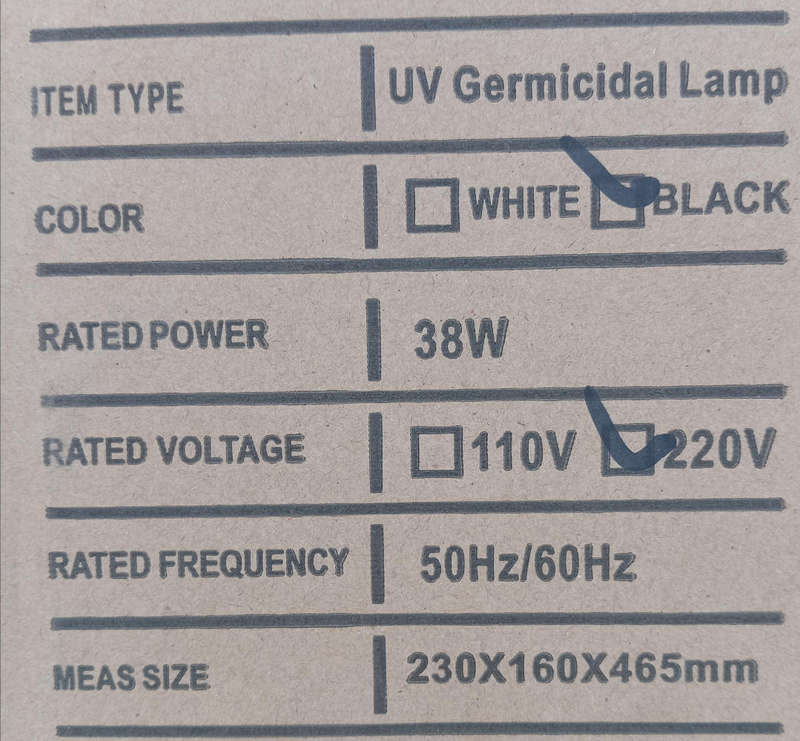 ITEM TYPE UV Germicidal Lamp
COLOR WHITE BLACK
RATED POWER 38W
RATED VOLTAGE 110V 220V
RATED FREQUENCY 50Hz/60Hz
MEAS SIZE 230X160X465mm